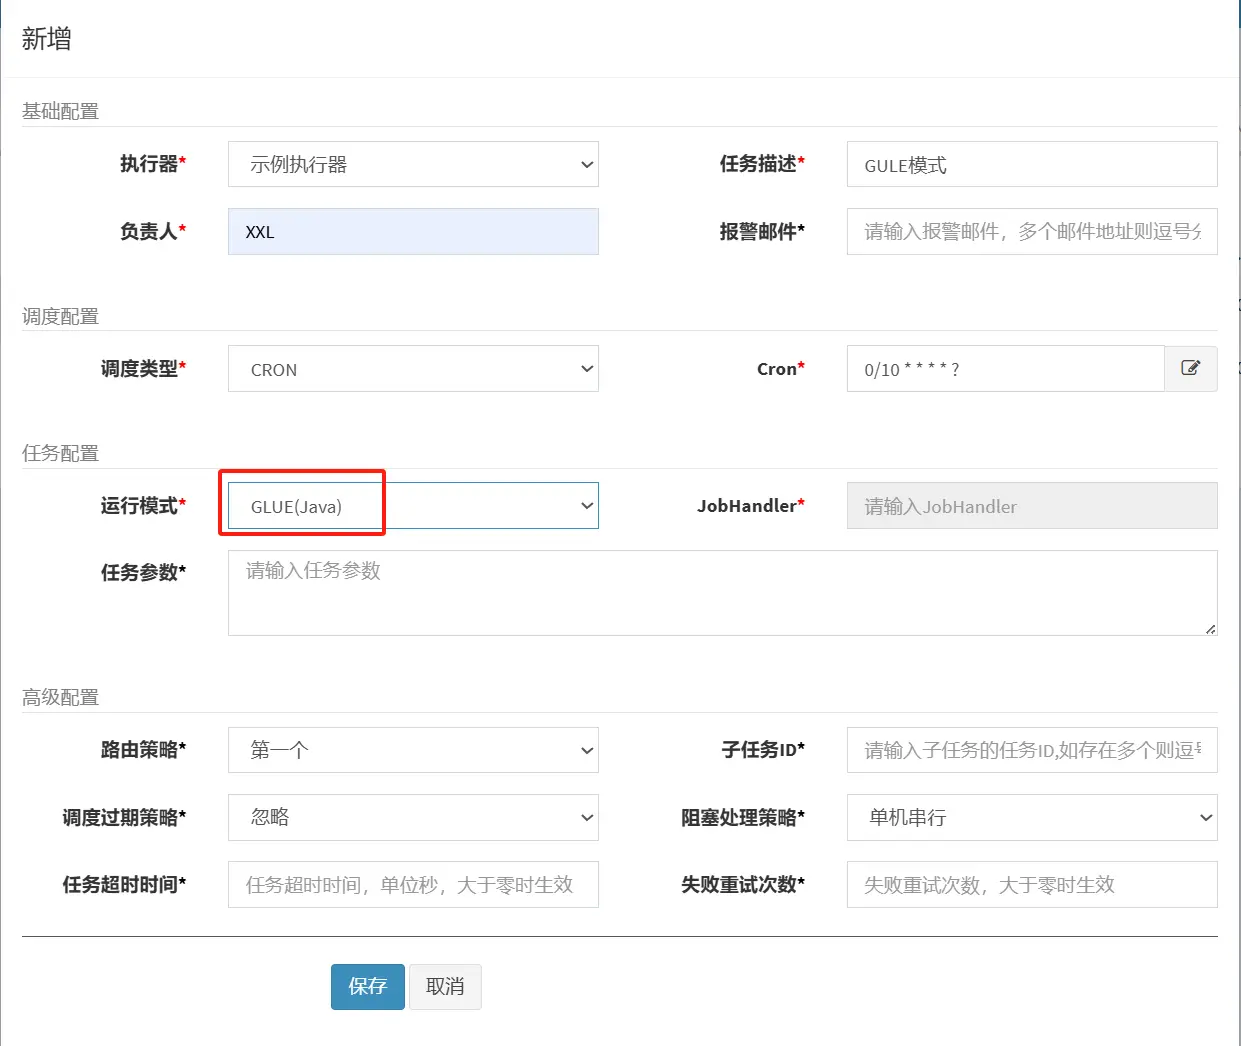 新增
基础配置
执行器* 示例执行器 任务描述* GULE模式
负责人* XXL 报警邮件* 请输入报警邮件，多个邮件地址则逗号分
调度配置
调度类型* CRON Cron* 0/10 * * * * ?
任务配置
运行模式* GLUE(Java) JobHandler* 请输入JobHandler
任务参数* 请输入任务参数
高级配置
路由策略* 第一个 子任务ID* 请输入子任务的任务ID,如存在多个则逗
调度过期策略* 忽略 阻塞处理策略* 单机串行
任务超时时间* 任务超时时间，单位秒，大于零时生效 失败重试次数* 失败重试次数，大于零时生效
保存 取消